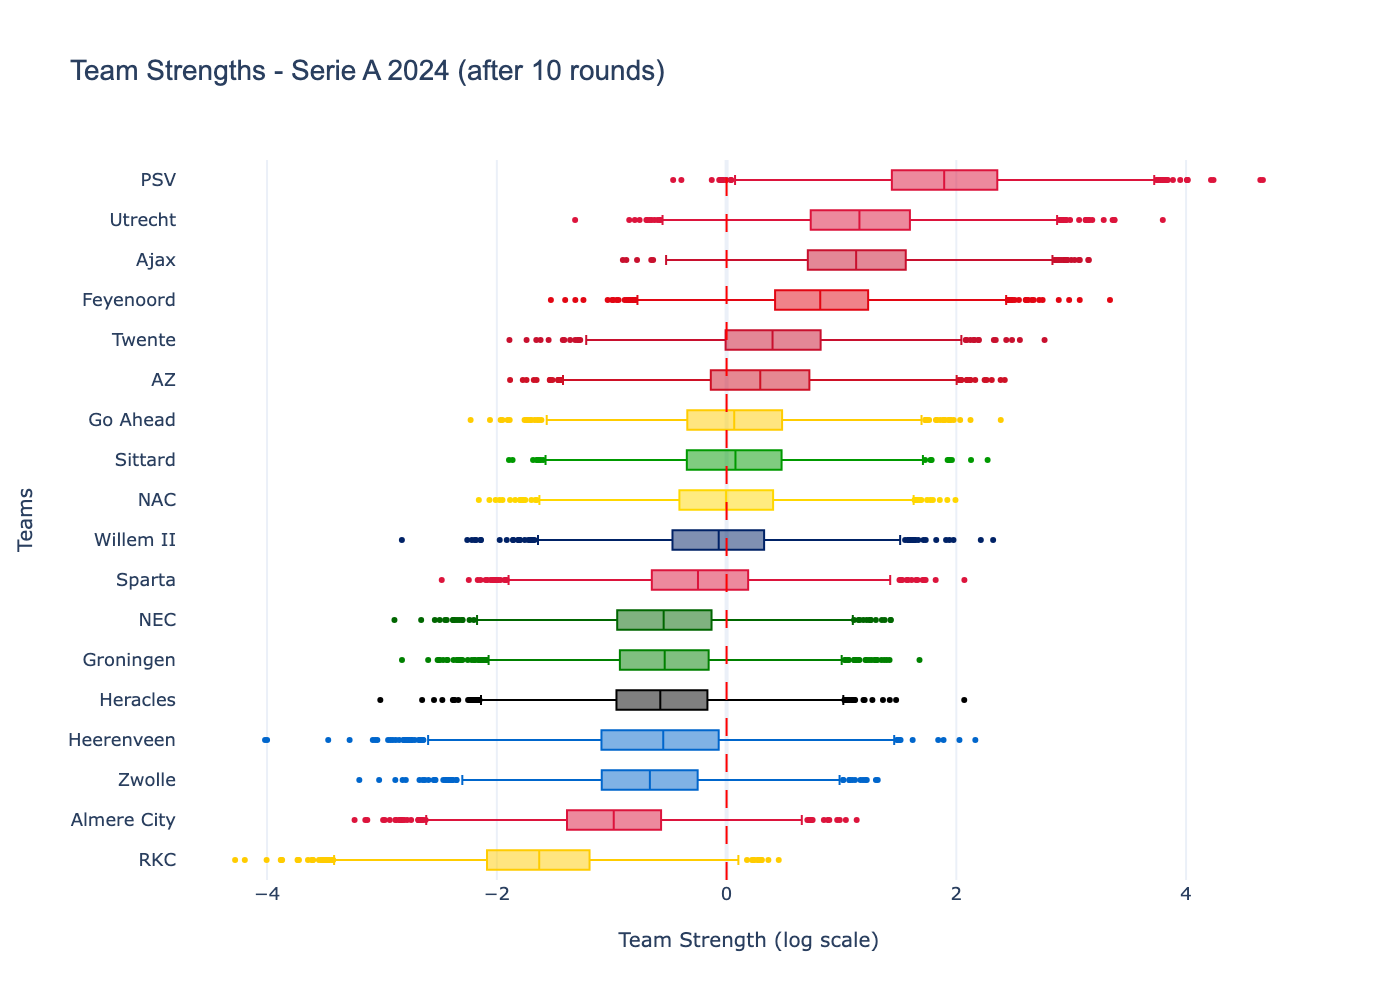 Team Strengths - Serie A 2024 (after 10 rounds)
PSV
Utrecht
Ajax
Feyenoord
Twente
AZ
Go Ahead
Sittard
NAC
Willem II
Sparta
NEC
Groningen
Heracles
Heerenveen
Zwolle
Almere City
RKC
Teams
−4
−2
0
2
4
Team Strength (log scale)